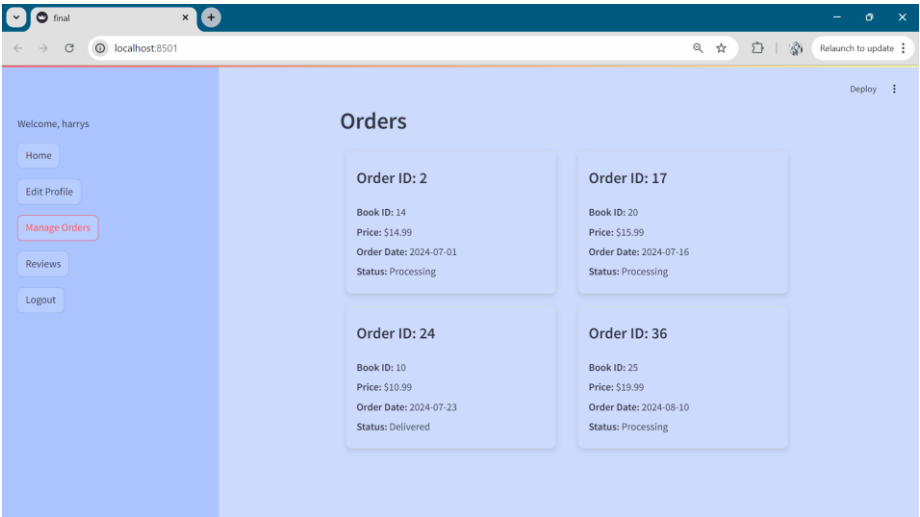 final
localhost:8501
Relaunch to update
Deploy
Welcome, harrys
Home
Edit Profile
Manage Orders
Reviews
Logout
Orders
Order ID: 2
Book ID: 14
Price: $14.99
Order Date: 2024-07-01
Status: Processing
Order ID: 17
Book ID: 20
Price: $15.99
Order Date: 2024-07-16
Status: Processing
Order ID: 24
Book ID: 10
Price: $10.99
Order Date: 2024-07-23
Status: Delivered
Order ID: 36
Book ID: 25
Price: $19.99
Order Date: 2024-08-10
Status: Processing